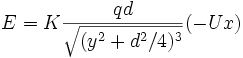 E = K \frac{qd}{\sqrt{(y^2 + d^2/4)^3}} (-Ux)